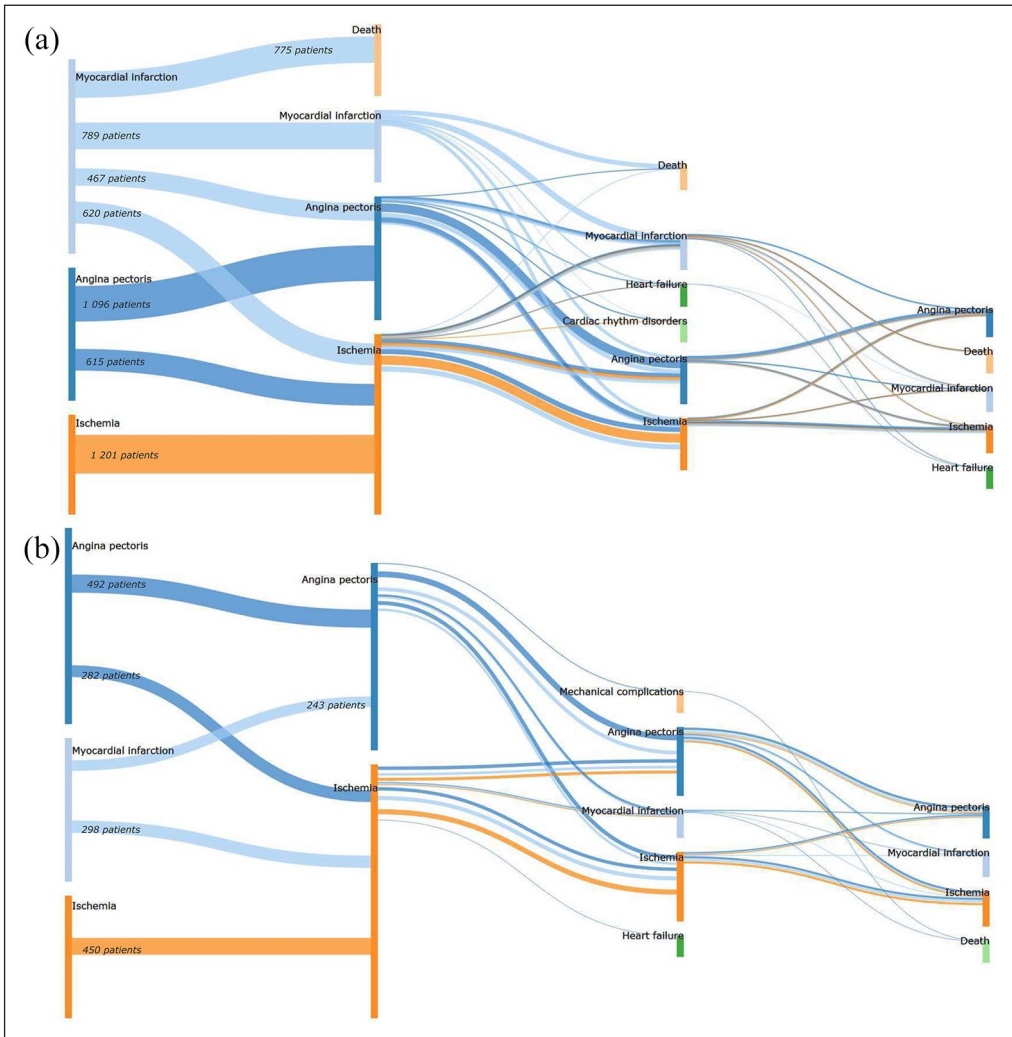 (a)
Death
775 patients
Myocardial infarction
Myocardial infarction
789 patients
Death
467 patients
Angina pectoris
620 patients
Myocardial infarction
Angina pectoris
Heart failure
1 096 patients
Angina pectoris
Cardiac rhythm disorders
Ischemia
Death
Angina pectoris
615 patients
Myocardial infarction
Ischemia
Ischemia
Ischemia
1 201 patients
Heart failure
(b)
Angina pectoris
Angina pectoris
492 patients
282 patients
Mechanical complications
243 patients
Angina pectoris
Myocardial infarction
Ischemia
Angina pectoris
Myocardial infarction
298 patients
Myocardial infarction
Ischemia
Ischemia
Ischemia
Heart failure
Death
450 patients